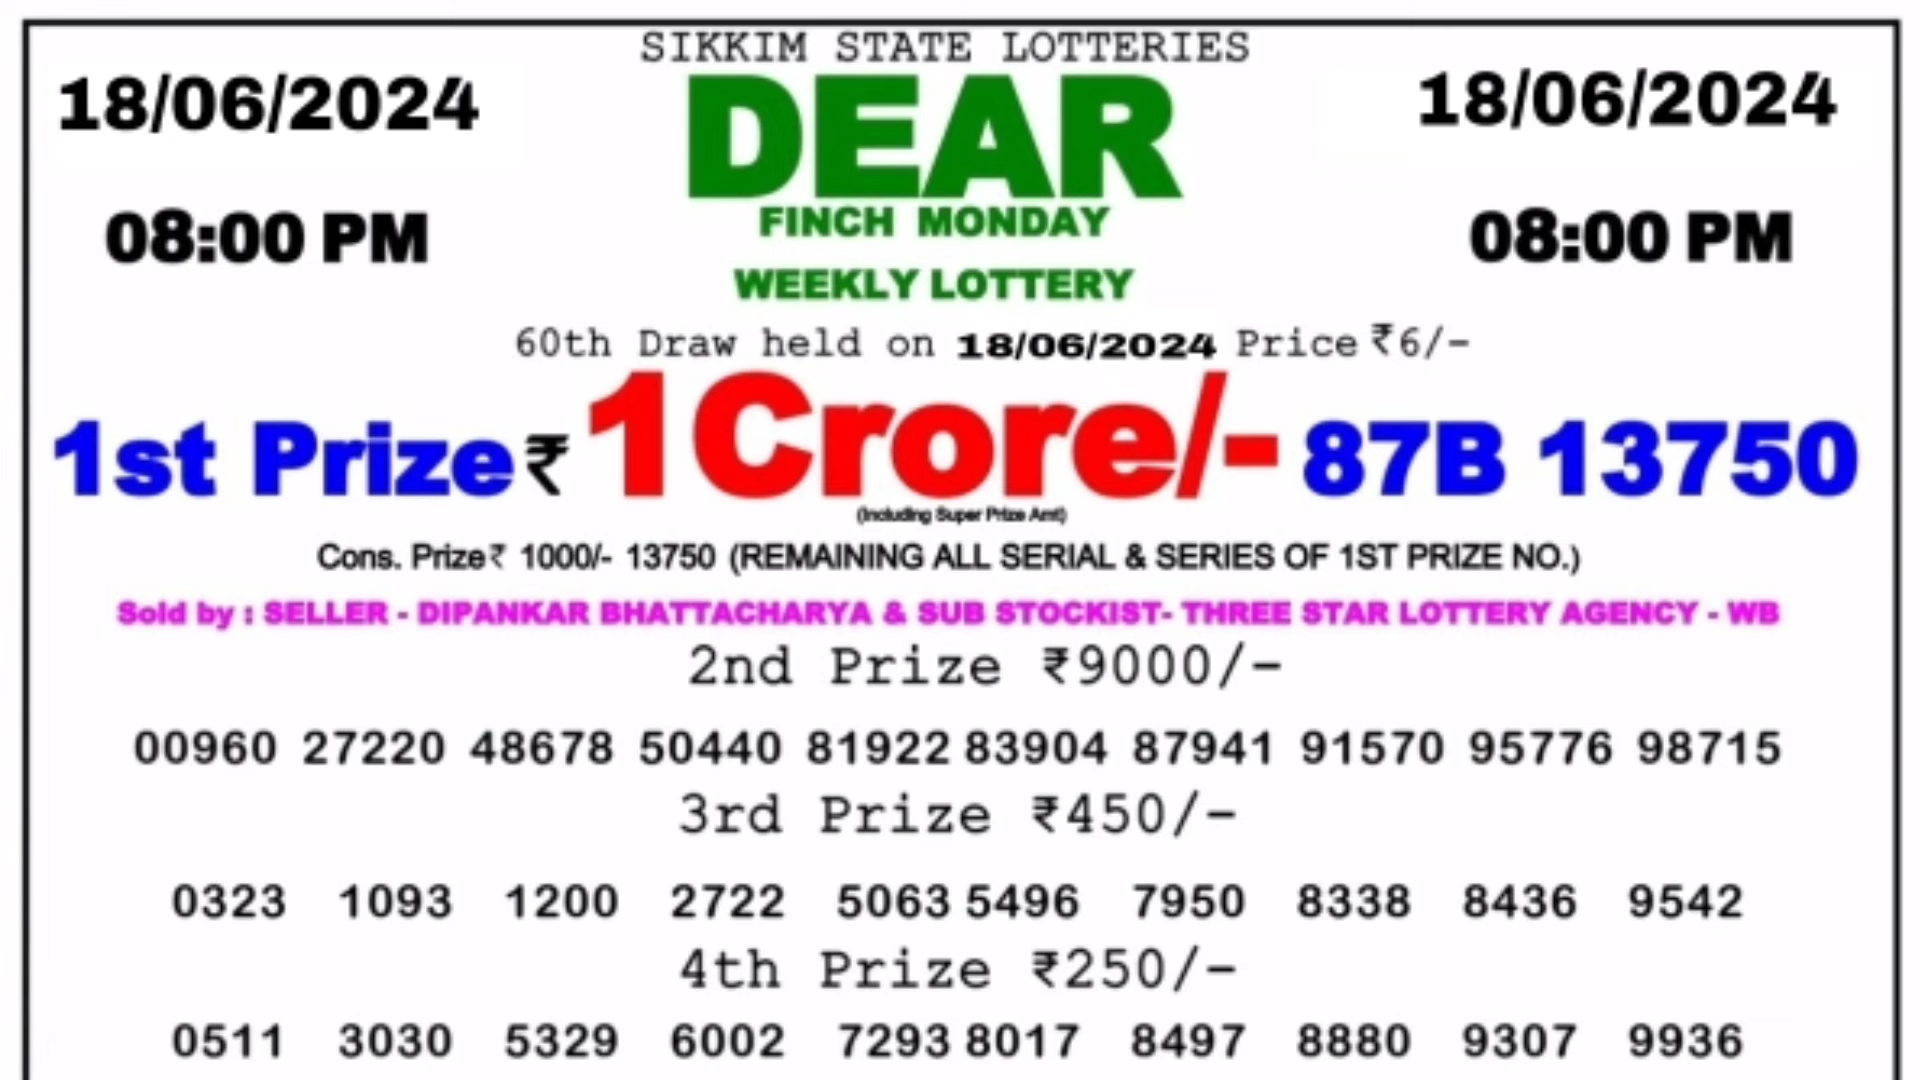 SIKKIM STATE LOTTERIES
18/06/2024 DEAR 18/06/2024
08:00 PM FINCH MONDAY 08:00 PM
WEEKLY LOTTERY
60th Draw held on 18/06/2024 Price ₹6/-
1st Prize ₹ 1Crore/- 87B 13750
(Including Super Prize Amt)
Cons. Prize ₹ 1000/- 13750 (REMAINING ALL SERIAL & SERIES OF 1ST PRIZE NO.)
Sold by : SELLER - DIPANKAR BHATTACHARYA & SUB STOCKIST- THREE STAR LOTTERY AGENCY - WB
2nd Prize ₹9000/-
00960 27220 48678 50440 81922 83904 87941 91570 95776 98715
3rd Prize ₹450/-
0323 1093 1200 2722 5063 5496 7950 8338 8436 9542
4th Prize ₹250/-
0511 3030 5329 6002 7293 8017 8497 8880 9307 9936